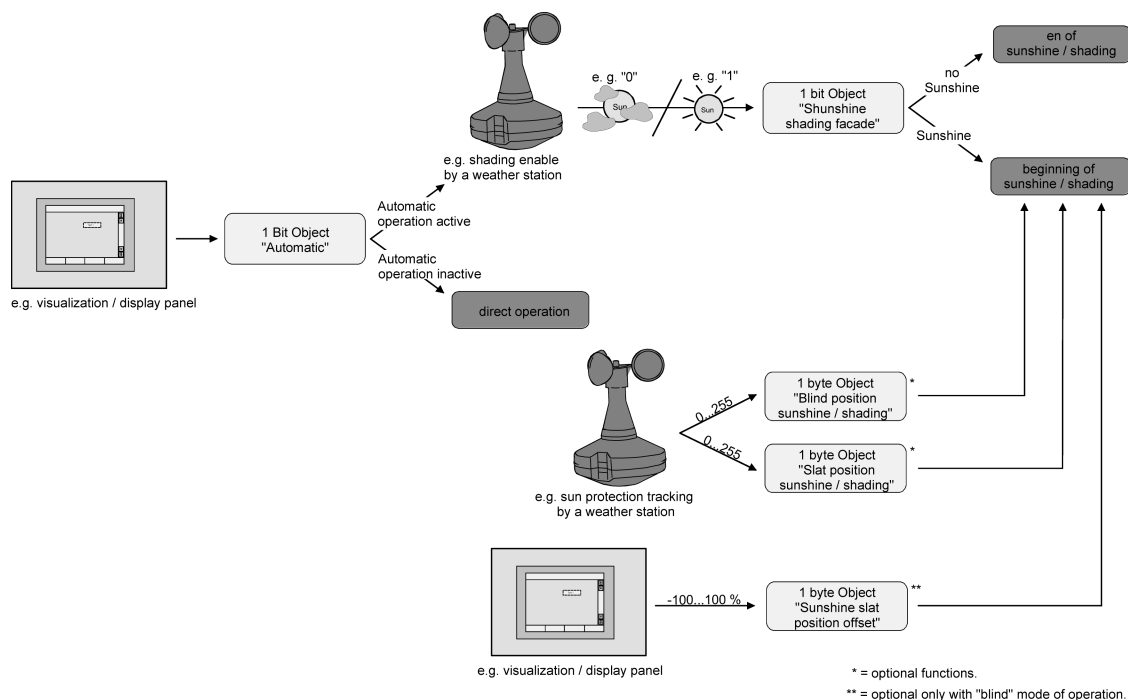 e. g. "0"
e. g. "1"
Sun
Sun
1 bit Object
"Shunshine
shading facade"
no
Sunshine
Sunshine
en of
sunshine / shading
beginning of
sunshine / shading
e.g. shading enable
by a weather station
Automatic
operation active
1 Bit Object
"Automatic"
Automatic
operation inactive
e.g. visualization / display panel
direct operation
0...255
0...255
1 byte Object
"Blind position
sunshine / shading"
*
1 byte Object
"Slat position
sunshine / shading"
*
e.g. sun protection tracking
by a weather station
-100...100 %
1 byte Object
"Sunshine slat
position offset"
**
e.g. visualization / display panel
* = optional functions.
** = optional only with "blind" mode of operation.